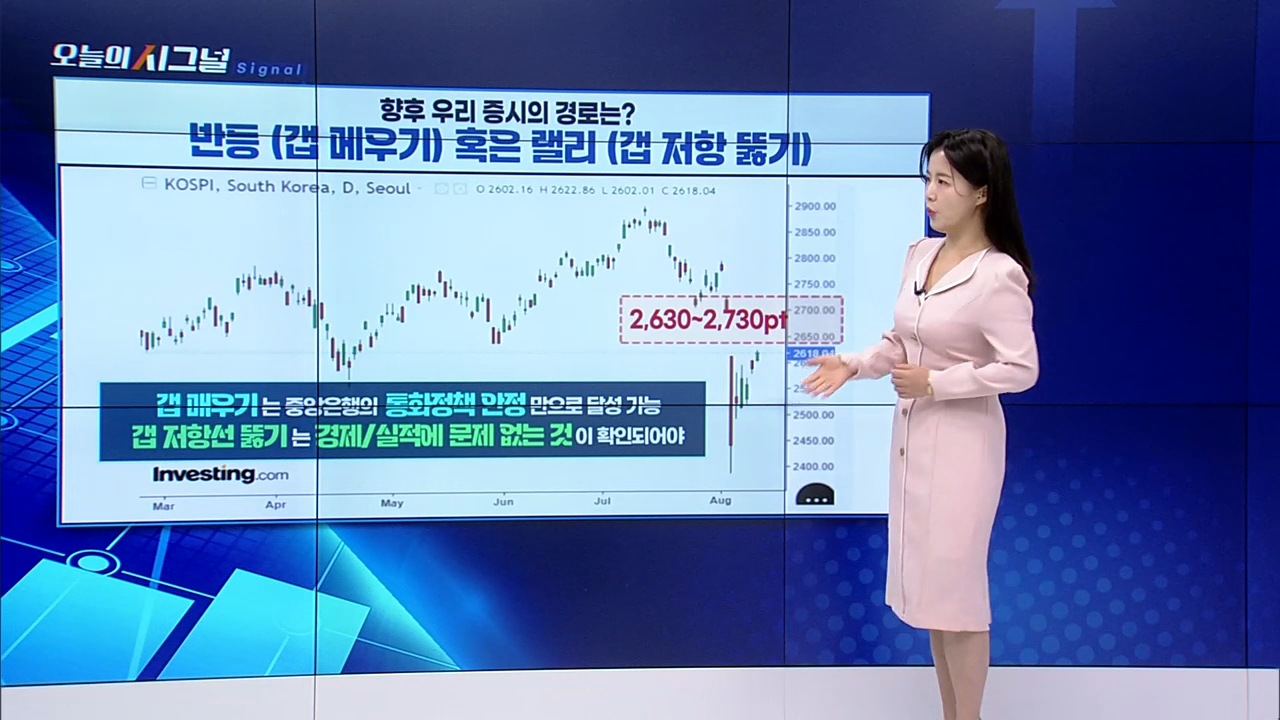 오늘의 시그널 Signal
향후 우리 증시의 경로는?
반등 (갭 메우기) 혹은 랠리 (갭 저항 뚫기)
KOSPI, South Korea, D, Seoul
O 2602.16 H 2622.86 L 2602.01 C 2618.04
2900.00
2850.00
2800.00
2750.00
2700.00
2,630~2,730pt
2650.00
2618.04
갭 메우기는 중앙은행의 통화정책 안정만으로 달성 가능
2500.00
갭 저항선 뚫기는 경제/실적에 문제 없는 것이 확인되어야
2450.00
2400.00
Investing.com
Mar Apr May Jun Jul Aug